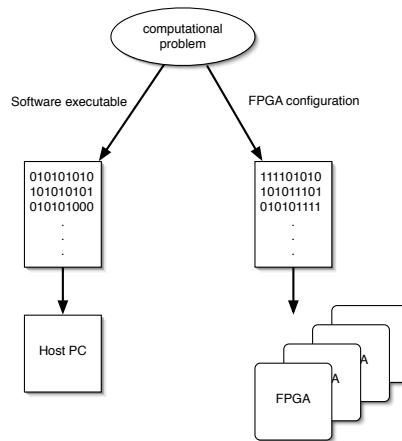 computational
problem
Software executable
FPGA configuration
010101010
101010101
010101000
.
.
.
111101010
101011101
010101111
.
.
.
Host PC
A
A
FPGA